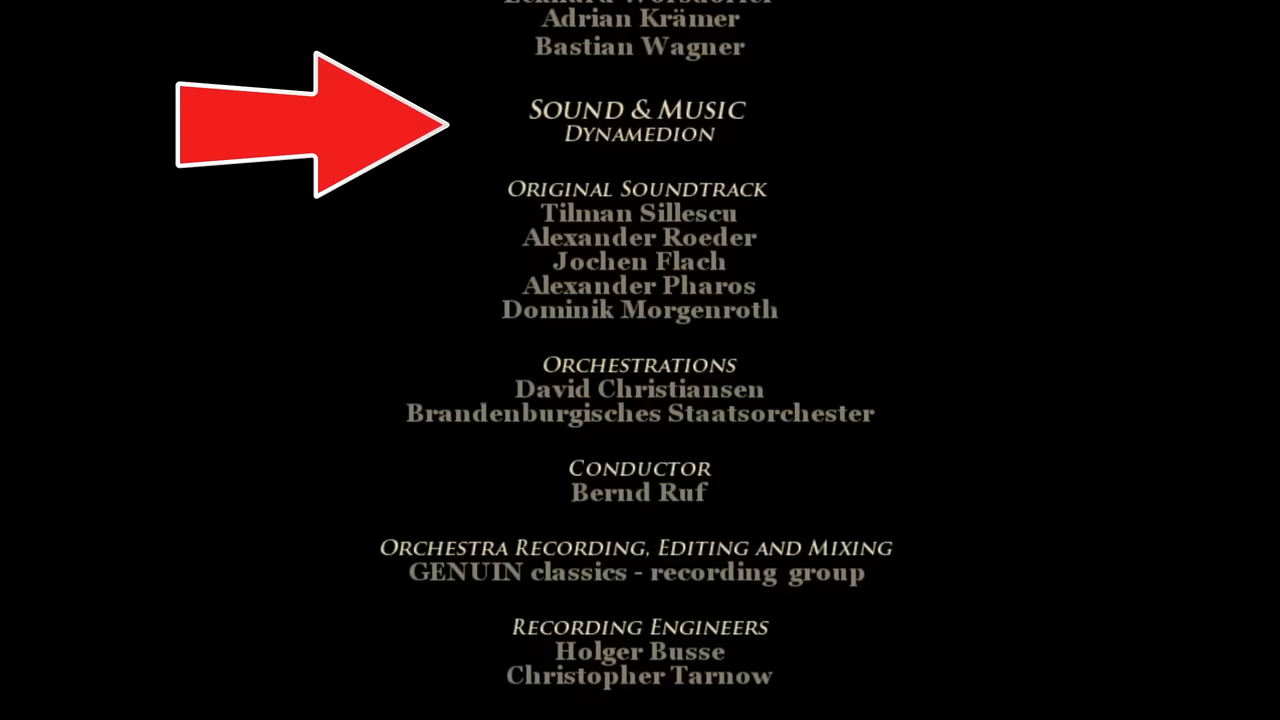 Adrian Krämer
Bastian Wagner
SOUND & MUSIC
DYNAMEDION
ORIGINAL SOUNDTRACK
Tilman Sillescu
Alexander Roeder
Jochen Flach
Alexander Pharos
Dominik Morgenroth
ORCHESTRATIONS
David Christiansen
Brandenburgisches Staatsorchester
CONDUCTOR
Bernd Ruf
ORCHESTRA RECORDING, EDITING AND MIXING
GENUIN classics - recording group
RECORDING ENGINEERS
Holger Busse
Christopher Tarnow